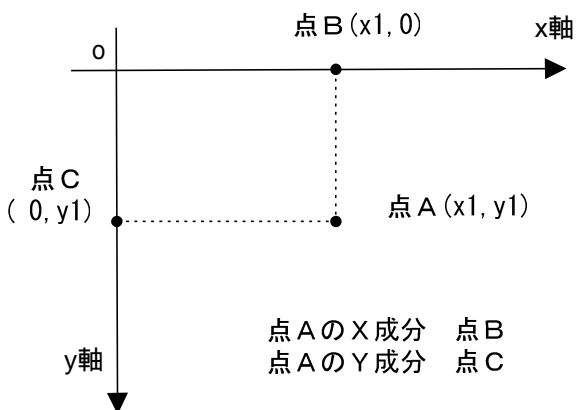 点B(x1,0)
x軸
o
点C
( 0,y1)
点A(x1,y1)
点AのX成分　点B
点AのY成分　点C
y軸